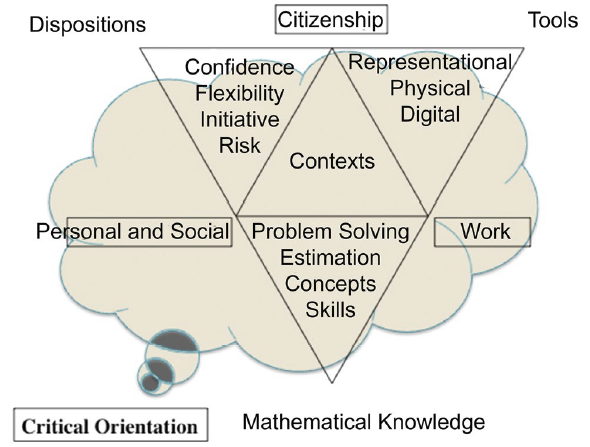 Dispositions
Citizenship
Tools
Confidence
Flexibility
Initiative
Risk
Representational
Physical
Digital
Contexts
Personal and Social
Problem Solving
Estimation
Concepts
Skills
Work
Critical Orientation
Mathematical Knowledge